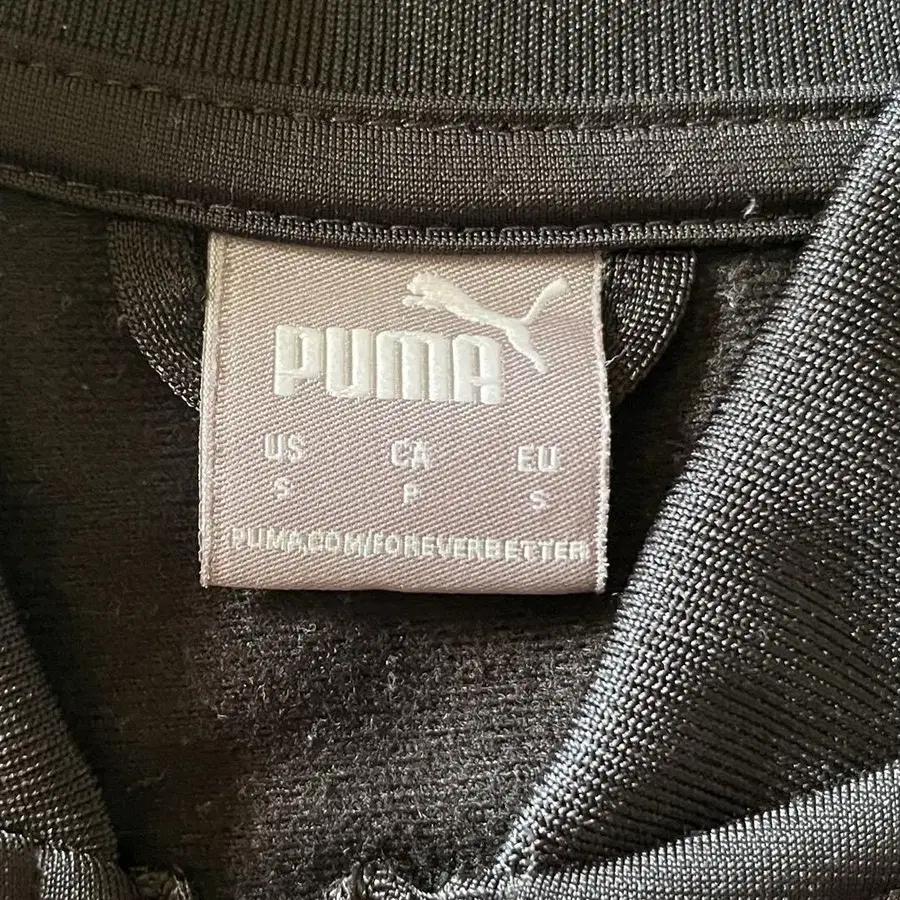 PUMA
US CA EU
S P S
PUMA.COM/FOREVERBETTER